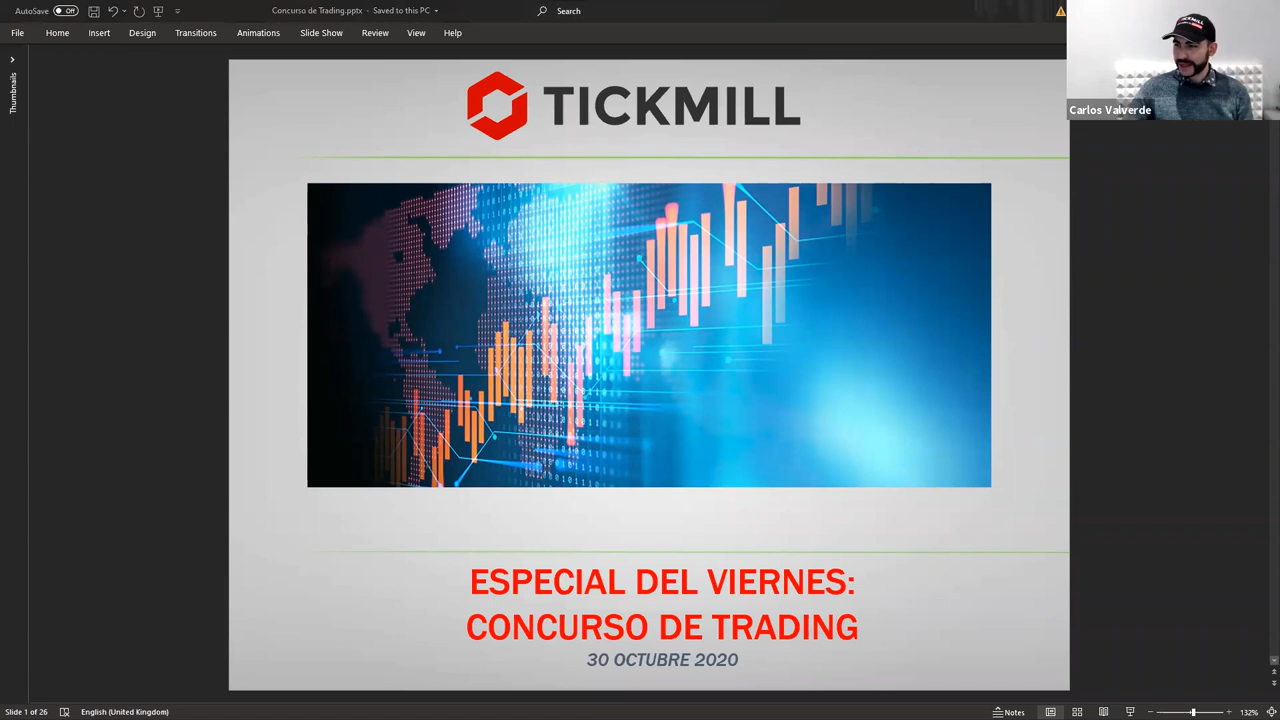 AutoSave Off
Concurso de Trading.pptx - Saved to this PC
Search
File Home Insert Design Transitions Animations Slide Show Review View Help
Thumbnails
TICKMILL
Carlos Valverde
TICKMILL
ESPECIAL DEL VIERNES:
CONCURSO DE TRADING
30 OCTUBRE 2020
Slide 1 of 26 English (United Kingdom) Notes 132%